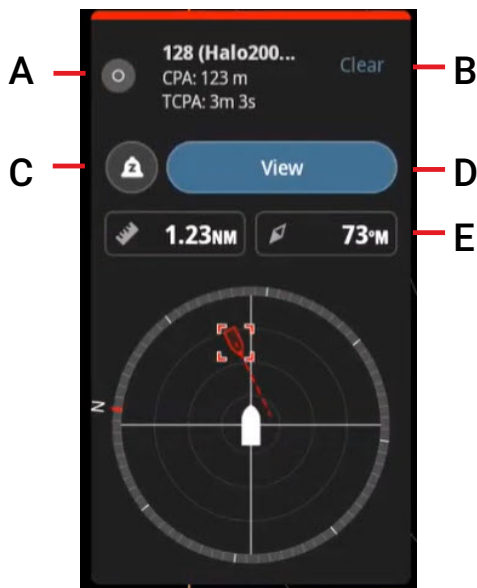 A
128 (Halo200...
Clear
B
CPA: 123 m
TCPA: 3m 3s
C
z
View
D
1.23NM
73°M
E
N